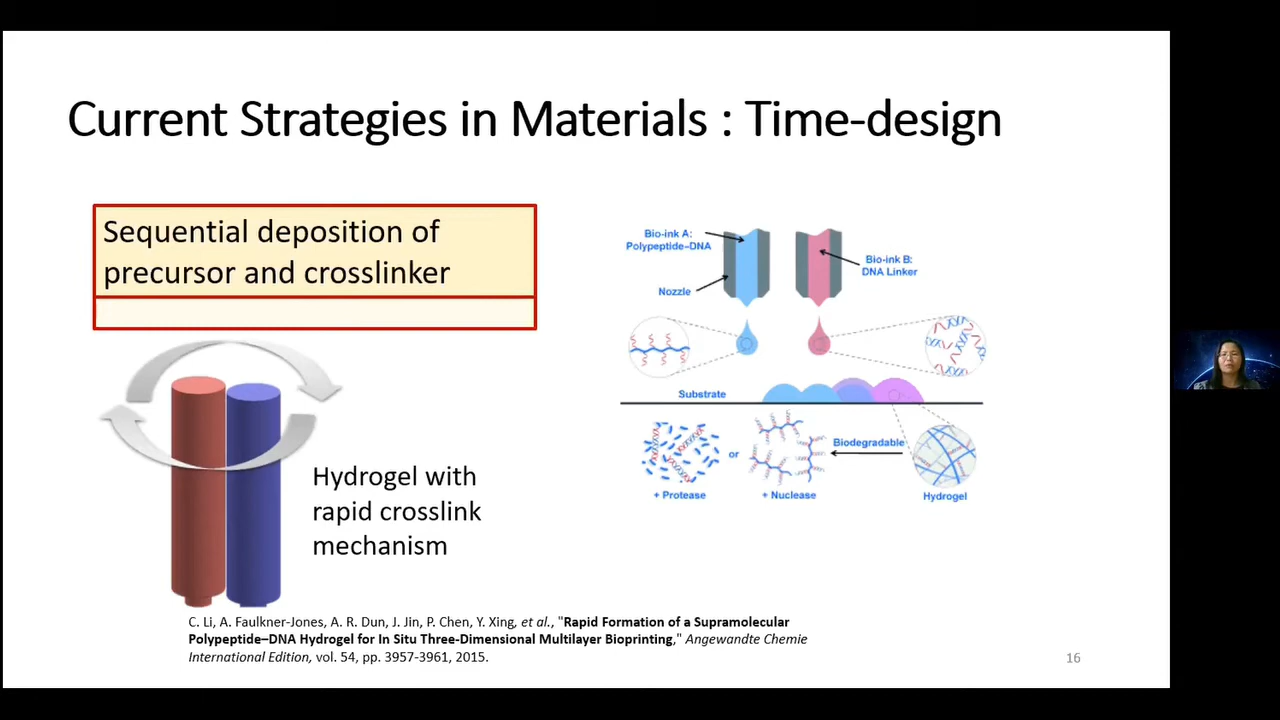 Current Strategies in Materials : Time-design
Sequential deposition of
precursor and crosslinker
Hydrogel with
rapid crosslink
mechanism
Bio-ink A:
Polypeptide–DNA
Nozzle
Bio-ink B:
DNA Linker
Substrate
Biodegradable
or
+ Protease
+ Nuclease
Hydrogel
C. Li, A. Faulkner-Jones, A. R. Dun, J. Jin, P. Chen, Y. Xing, et al., "Rapid Formation of a Supramolecular
Polypeptide–DNA Hydrogel for In Situ Three-Dimensional Multilayer Bioprinting," Angewandte Chemie
International Edition, vol. 54, pp. 3957-3961, 2015.
16